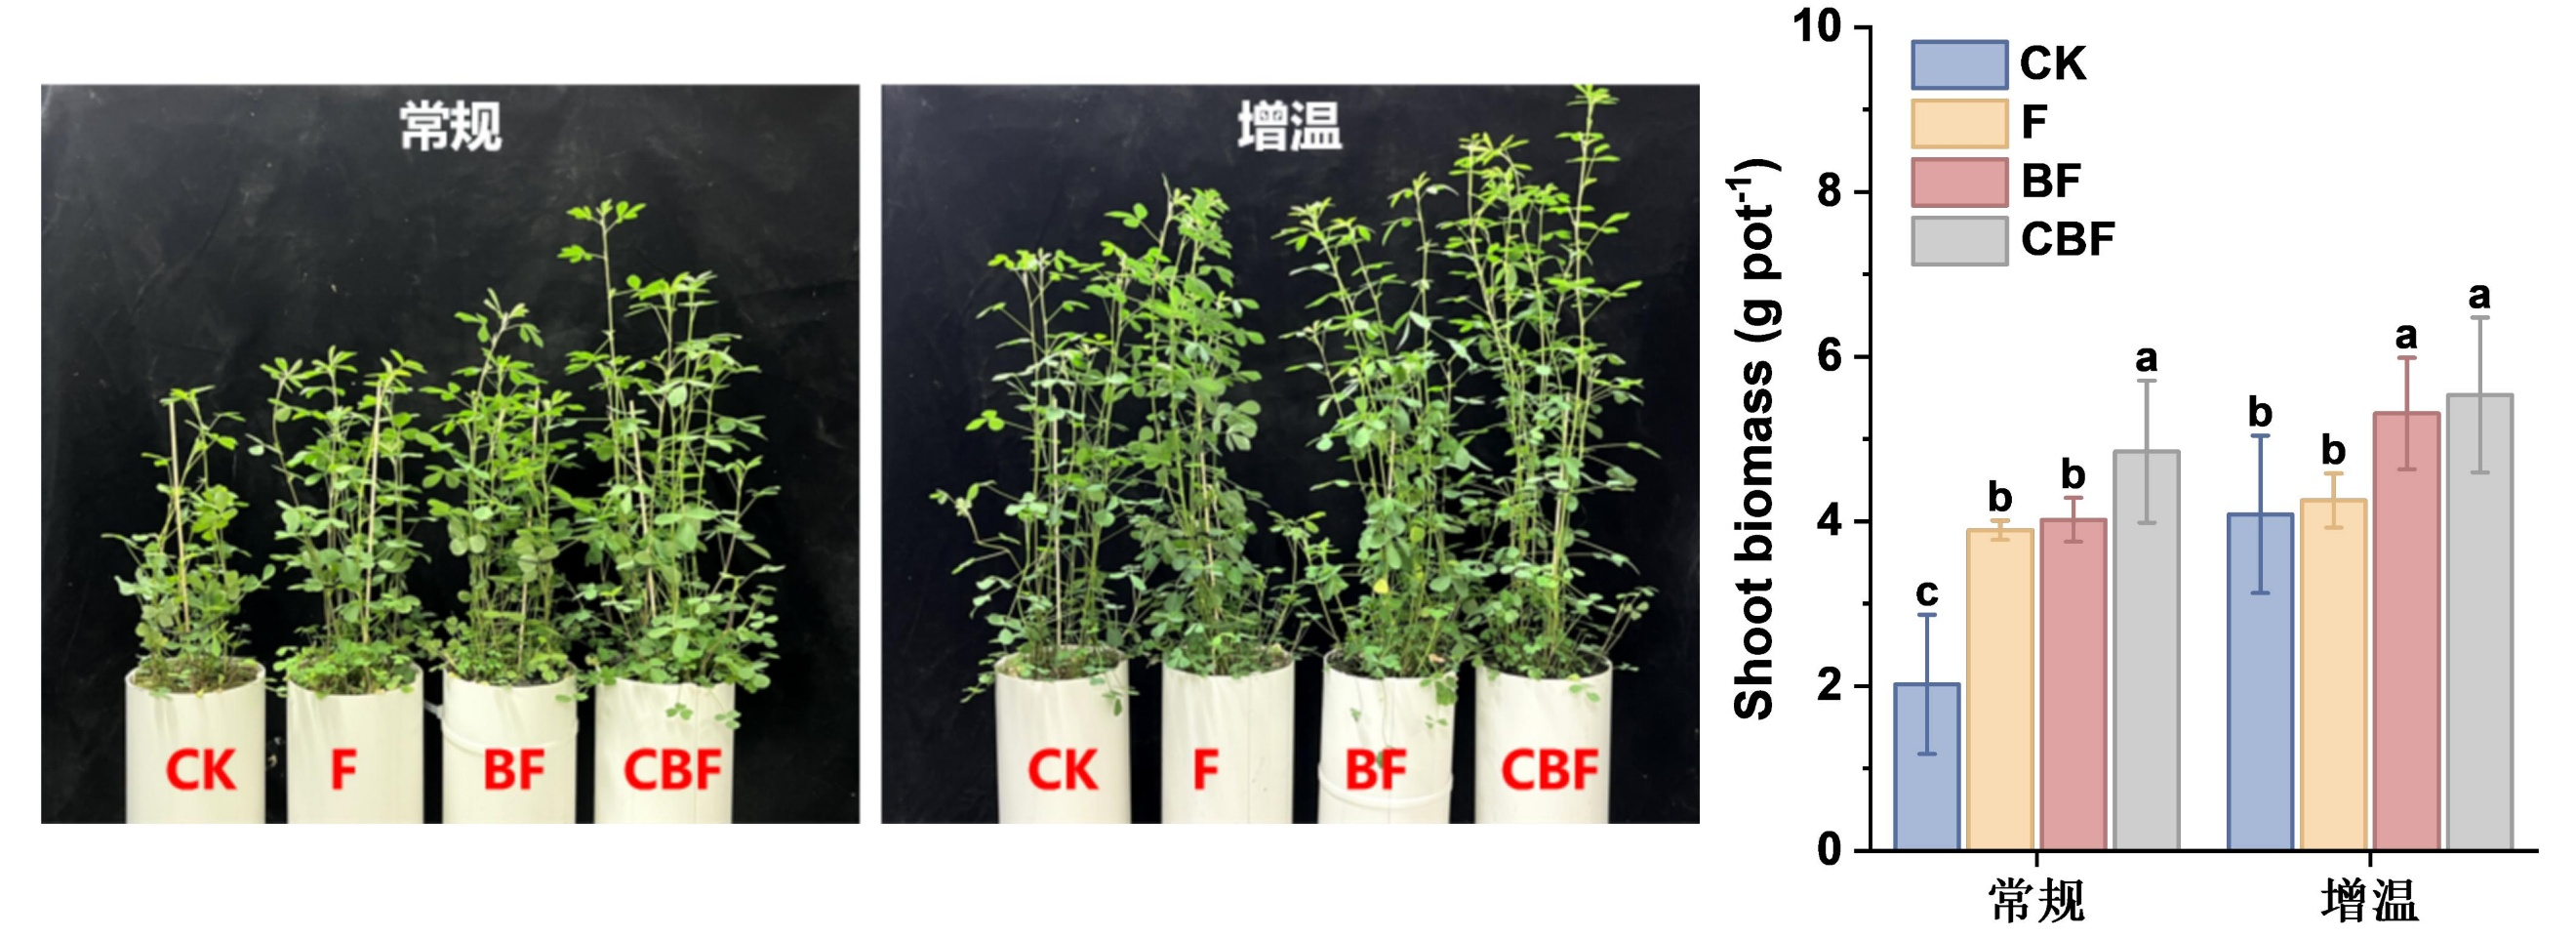 常规
CK F BF CBF
增温
CK F BF CBF
Shoot biomass (g pot⁻¹)
10
8
6
4
2
0
CK
F
BF
CBF
c b b a
b b a a
常规 增温